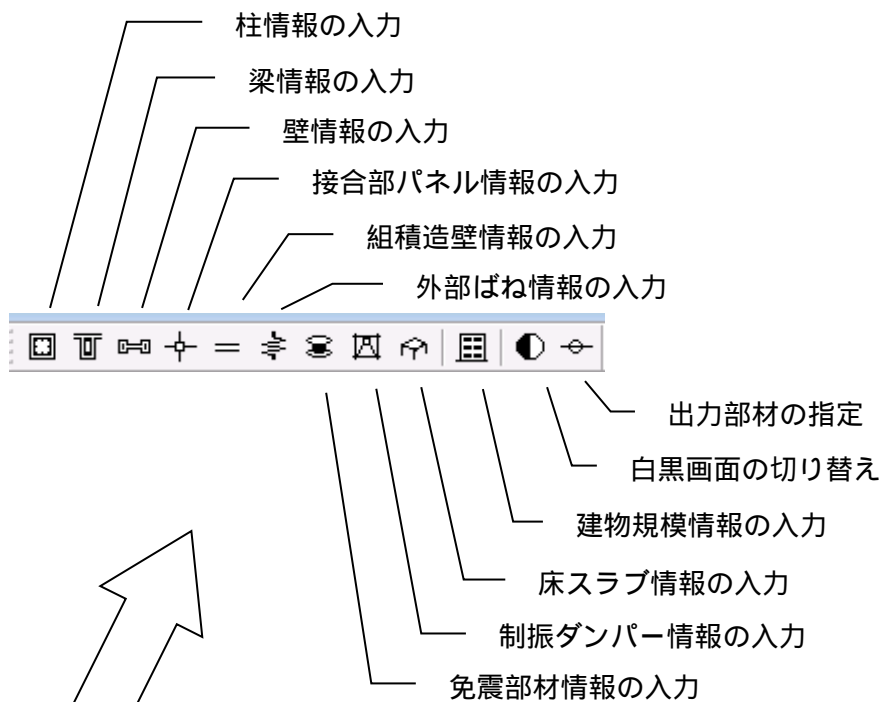 柱情報の入力
梁情報の入力
壁情報の入力
接合部パネル情報の入力
組積造壁情報の入力
外部ばね情報の入力
出力部材の指定
白黒画面の切り替え
建物規模情報の入力
床スラブ情報の入力
制振ダンパー情報の入力
免震部材情報の入力